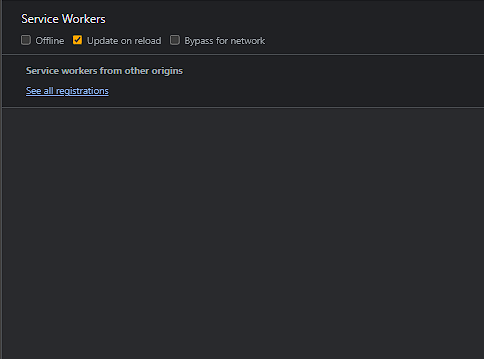 Service Workers
Offline Update on reload Bypass for network
Service workers from other origins
See all registrations